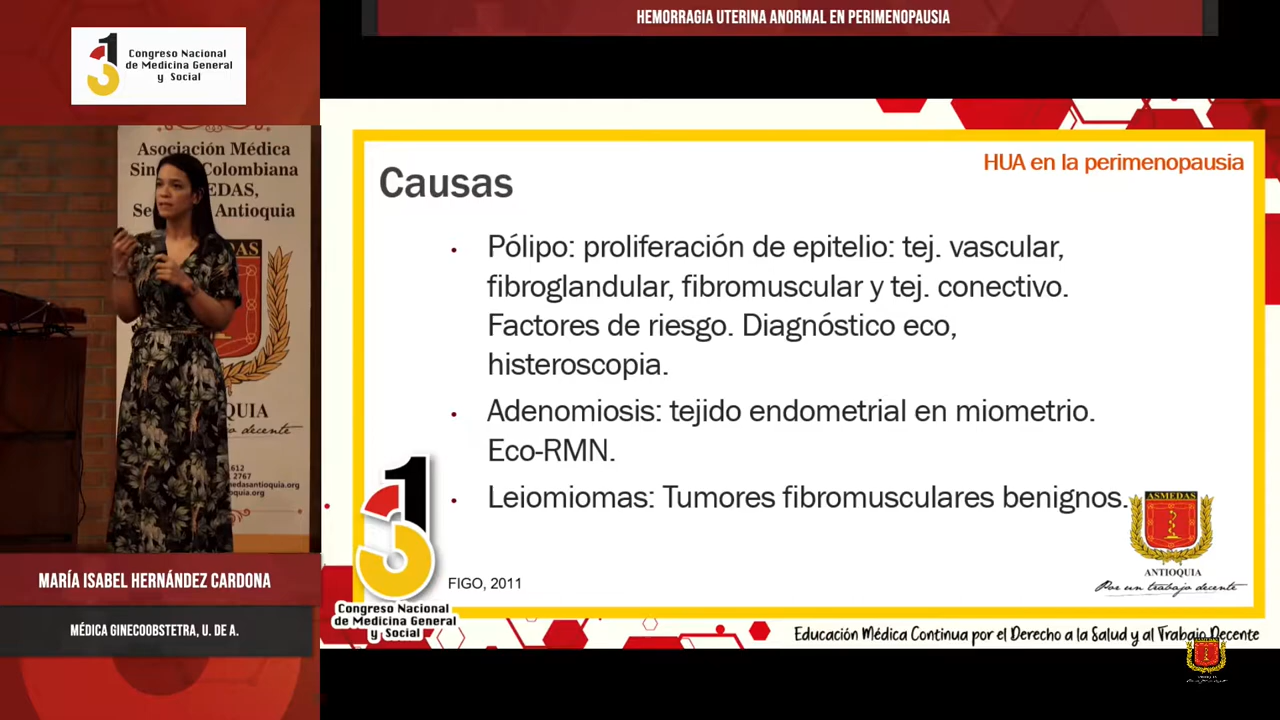 HEMORRAGIA UTERINA ANORMAL EN PERIMENOPAUSIA
Congreso Nacional
de Medicina General
y Social
Asociación Médica
Colombiana
EDAS,
Antioquia
MARÍA ISABEL HERNÁNDEZ CARDONA
MÉDICA GINECOOBSTETRA, U. DE A.
HUA en la perimenopausia
Causas
• Pólipo: proliferación de epitelio: tej. vascular,
fibroglandular, fibromuscular y tej. conectivo.
Factores de riesgo. Diagnóstico eco,
histeroscopia.
• Adenomiosis: tejido endometrial en miometrio.
Eco-RMN.
• Leiomiomas: Tumores fibromusculares benignos.
FIGO, 2011
Congreso Nacional
de Medicina General
y Social
ASMEDAS
ANTIOQUIA
Por un trabajo decente
Educación Médica Continua por el Derecho a la Salud y al Trabajo Decente